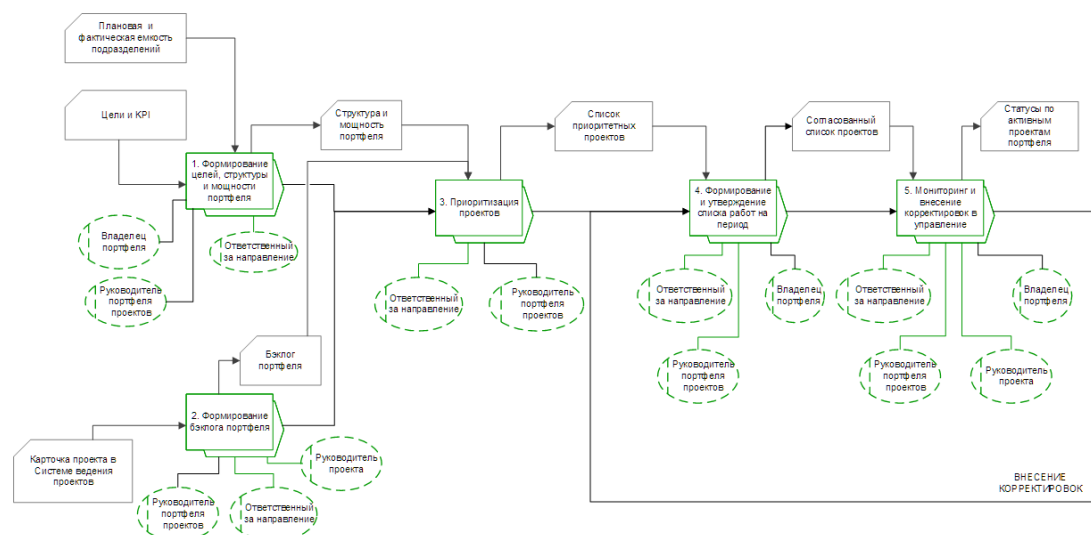 Плановая и
фактическая емкость
подразделений
Цели и KPI
Структура и
мощность
портфеля
Список
приоритетных
проектов
Согласованный
список проектов
Статусы по
активным
проектам
портфеля
1. Формирование
целей, структуры
и мощности
портфеля
3. Приоритизация
проектов
4. Формирование
и утверждение
списка работ на
период
5. Мониторинг и
внесение
корректировок в
управление
Владелец
портфеля
Ответственный
за направление
Руководитель
портфеля
проектов
Ответственный
за направление
Руководитель
портфеля
проектов
Ответственный
за направление
Владелец
портфеля
Ответственный
за направление
Владелец
портфеля
Руководитель
портфеля
проектов
Руководитель
портфеля
проектов
Руководитель
проекта
Бэклог
портфеля
2. Формирование
бэклога портфеля
Карточка проекта в
Системе ведения
проектов
Руководитель
проекта
Руководитель
портфеля
проектов
Ответственный
за направление
ВНЕСЕНИЕ
КОРРЕКТИРОВОК